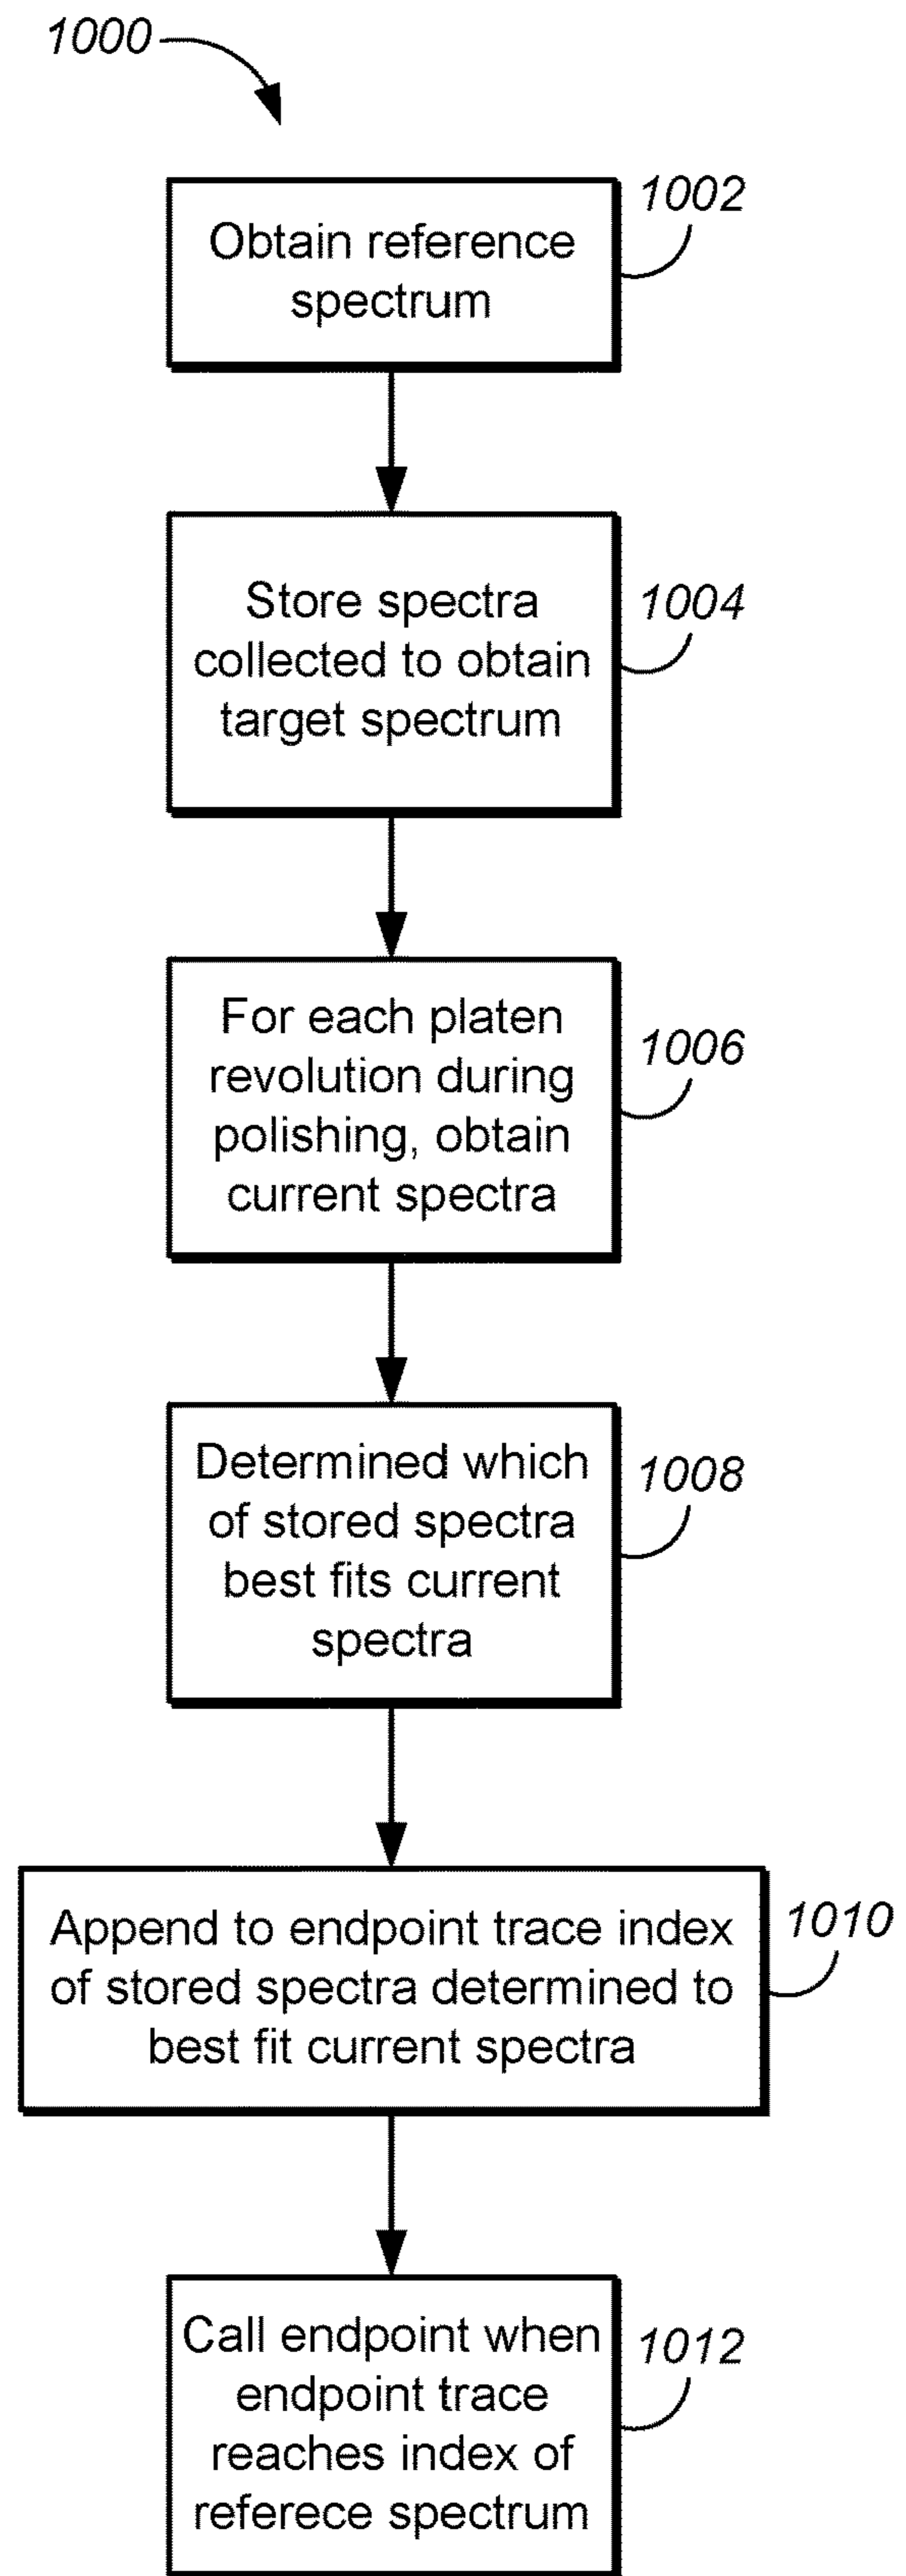 1000
1002
Obtain reference
spectrum
1004
Store spectra
collected to obtain
target spectrum
1006
For each platen
revolution during
polishing, obtain
current spectra
1008
Determined which
of stored spectra
best fits current
spectra
1010
Append to endpoint trace index
of stored spectra determined to
best fit current spectra
1012
Call endpoint when
endpoint trace
reaches index of
referece spectrum